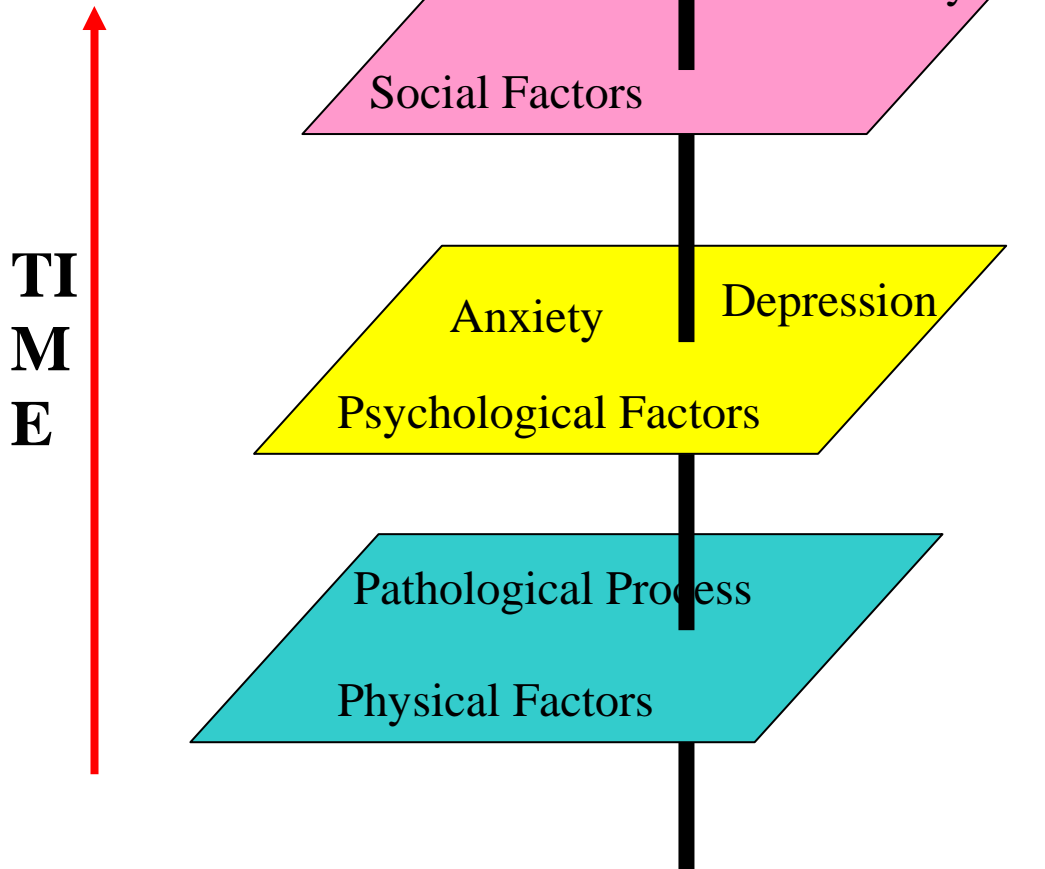 Social Factors
TI
M
E
Anxiety
Depression
Psychological Factors
Pathological Process
Physical Factors